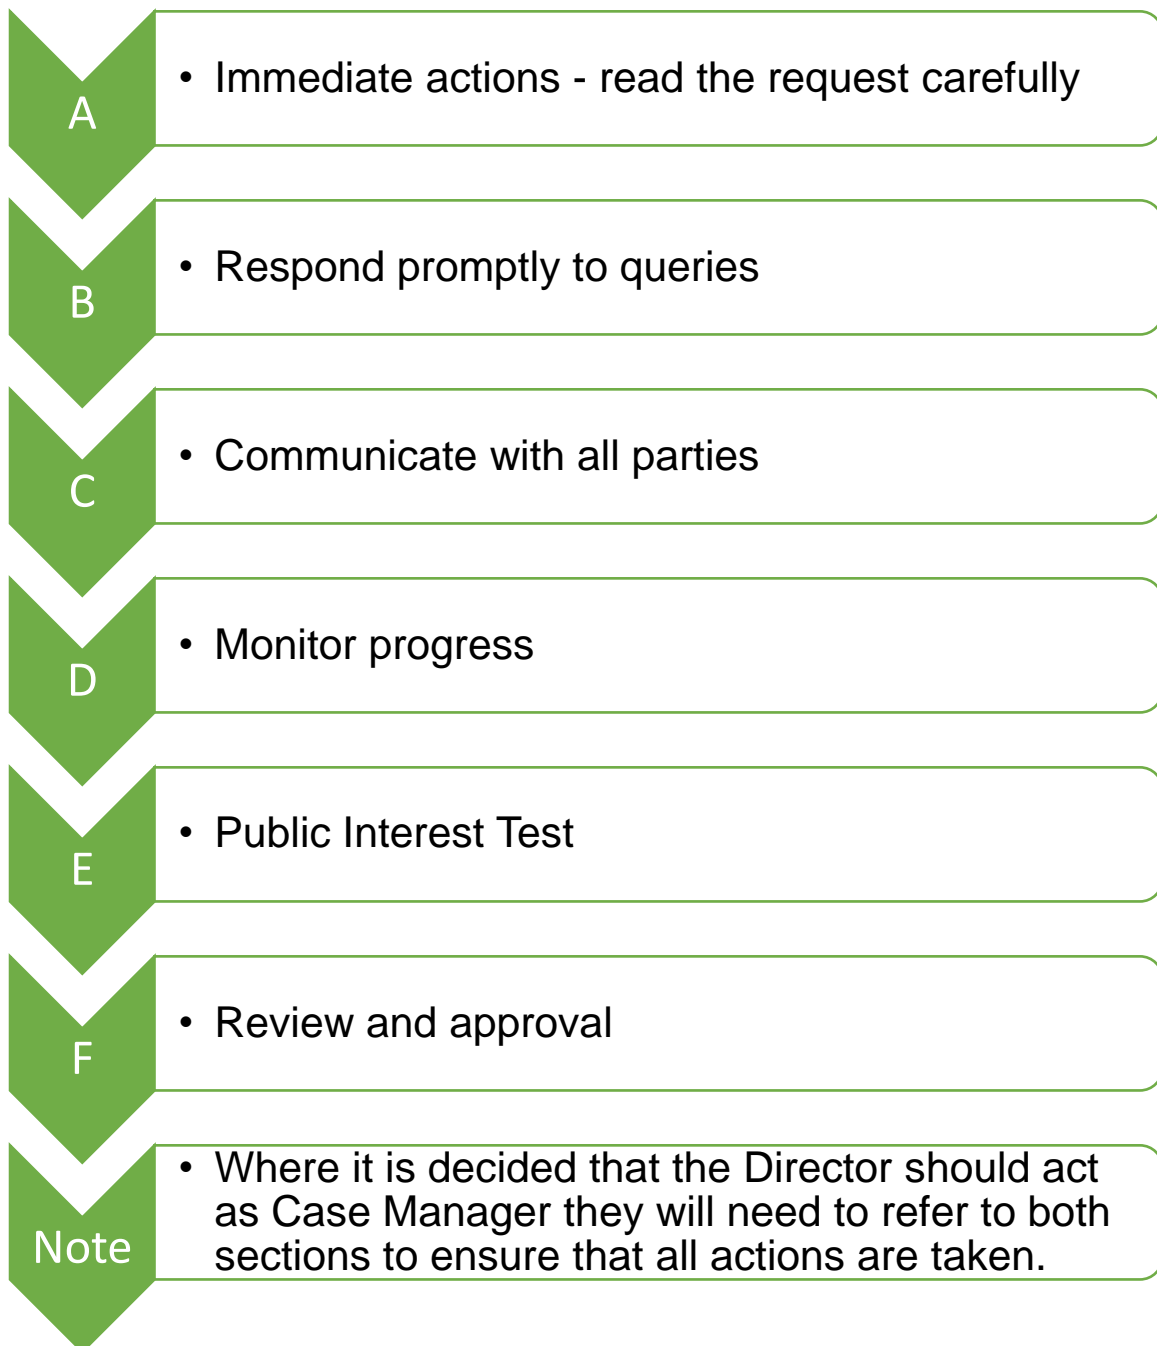 A
• Immediate actions - read the request carefully
B
• Respond promptly to queries
C
• Communicate with all parties
D
• Monitor progress
E
• Public Interest Test
F
• Review and approval
Note
• Where it is decided that the Director should act
as Case Manager they will need to refer to both
sections to ensure that all actions are taken.